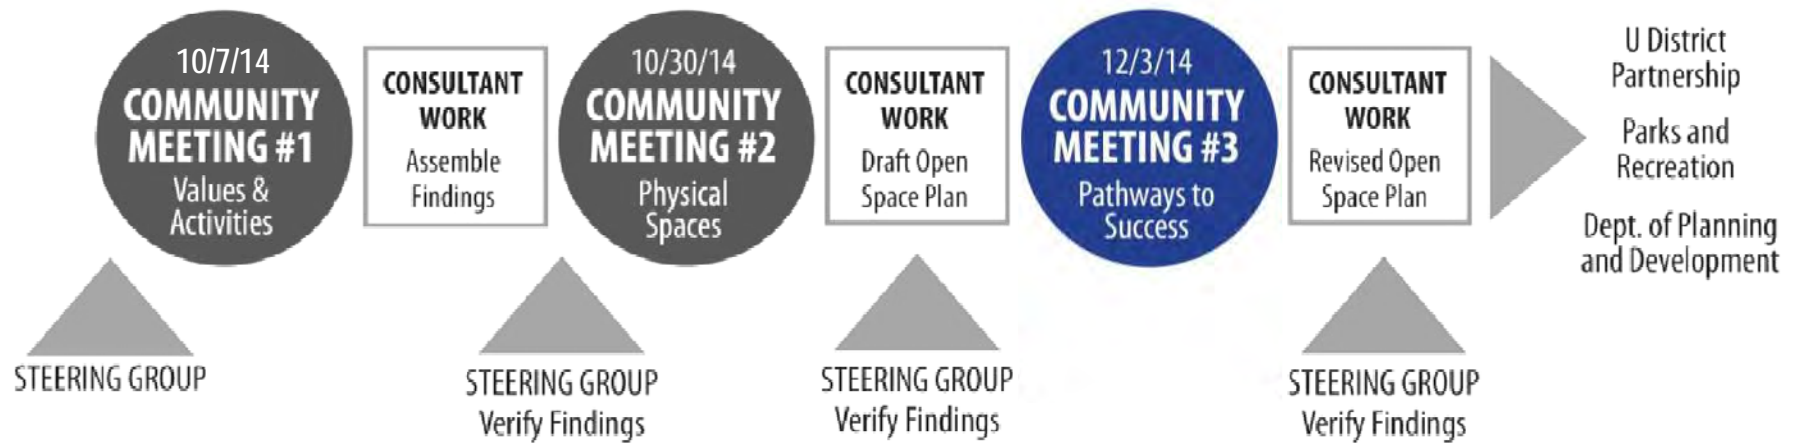 10/7/14
COMMUNITY
MEETING #1
Values &
Activities
CONSULTANT
WORK
Assemble
Findings
10/30/14
COMMUNITY
MEETING #2
Physical
Spaces
CONSULTANT
WORK
Draft Open
Space Plan
12/3/14
COMMUNITY
MEETING #3
Pathways to
Success
CONSULTANT
WORK
Revised Open
Space Plan
U District
Partnership
Parks and
Recreation
Dept. of Planning
and Development
STEERING GROUP
STEERING GROUP
Verify Findings
STEERING GROUP
Verify Findings
STEERING GROUP
Verify Findings